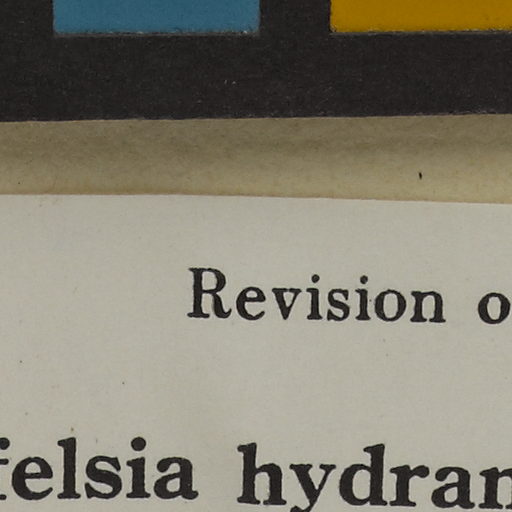 Revision o
felsia hydran